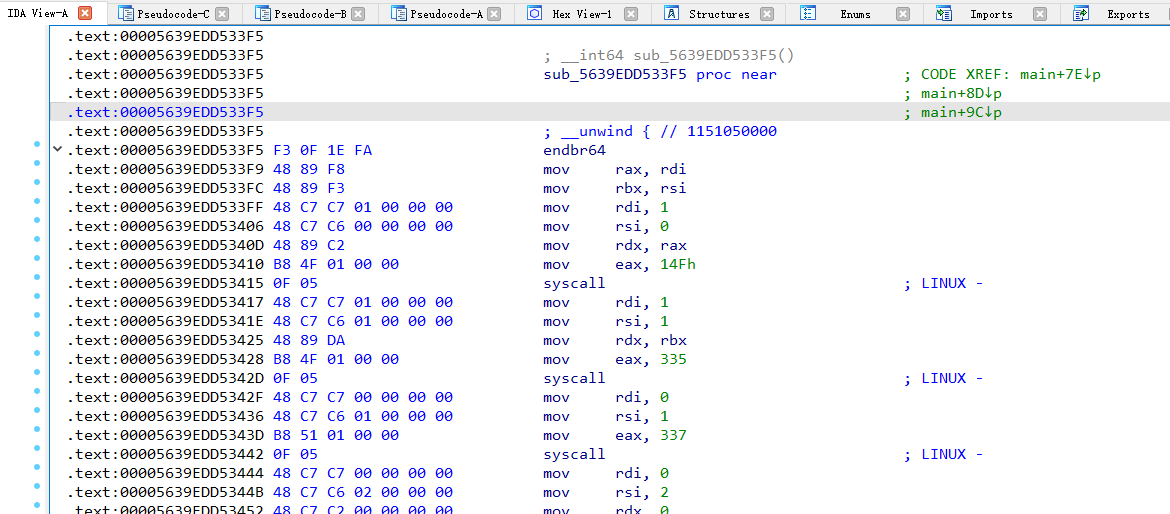 IDA View-A Pseudocode-C Pseudocode-B Pseudocode-A Hex View-1 Structures Enums Imports Exports
.text:00005639EDD533F5
.text:00005639EDD533F5 ; __int64 sub_5639EDD533F5()
.text:00005639EDD533F5 sub_5639EDD533F5 proc near ; CODE XREF: main+7E↓p
.text:00005639EDD533F5 ; main+8D↓p
.text:00005639EDD533F5 ; main+9C↓p
.text:00005639EDD533F5 ; __unwind { // 1151050000
.text:00005639EDD533F5 F3 0F 1E FA endbr64
.text:00005639EDD533F9 48 89 F8 mov rax, rdi
.text:00005639EDD533FC 48 89 F3 mov rbx, rsi
.text:00005639EDD533FF 48 C7 C7 01 00 00 00 mov rdi, 1
.text:00005639EDD53406 48 C7 C6 00 00 00 00 mov rsi, 0
.text:00005639EDD5340D 48 89 C2 mov rdx, rax
.text:00005639EDD53410 B8 4F 01 00 00 mov eax, 14Fh
.text:00005639EDD53415 0F 05 syscall ; LINUX -
.text:00005639EDD53417 48 C7 C7 01 00 00 00 mov rdi, 1
.text:00005639EDD5341E 48 C7 C6 01 00 00 00 mov rsi, 1
.text:00005639EDD53425 48 89 DA mov rdx, rbx
.text:00005639EDD53428 B8 4F 01 00 00 mov eax, 335
.text:00005639EDD5342D 0F 05 syscall ; LINUX -
.text:00005639EDD5342F 48 C7 C7 00 00 00 00 mov rdi, 0
.text:00005639EDD53436 48 C7 C6 01 00 00 00 mov rsi, 1
.text:00005639EDD5343D B8 51 01 00 00 mov eax, 337
.text:00005639EDD53442 0F 05 syscall ; LINUX -
.text:00005639EDD53444 48 C7 C7 00 00 00 00 mov rdi, 0
.text:00005639EDD5344B 48 C7 C6 02 00 00 00 mov rsi, 2
.text:00005639EDD53452 48 C7 C2 00 00 00 00 mov rdx, 0